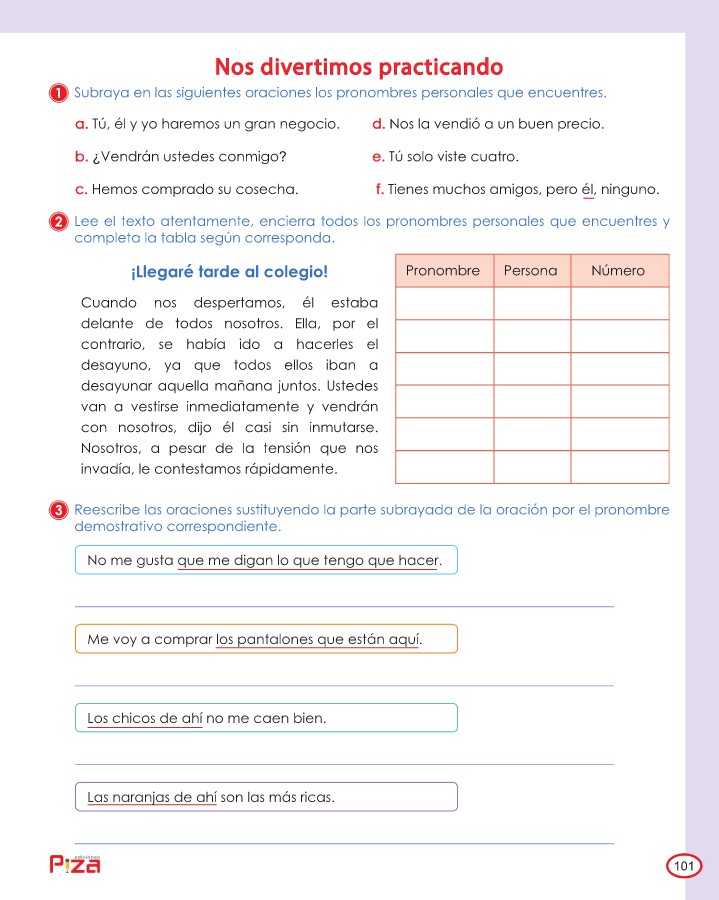 Nos divertimos practicando
1 Subraya en las siguientes oraciones los pronombres personales que encuentres.
a. Tú, él y yo haremos un gran negocio.
d. Nos la vendió a un buen precio.
b. ¿Vendrán ustedes conmigo?
e. Tú solo viste cuatro.
c. Hemos comprado su cosecha.
f. Tienes muchos amigos, pero él, ninguno.
2 Lee el texto atentamente, encierra todos los pronombres personales que encuentres y
completa la tabla según corresponda.
¡Llegaré tarde al colegio!
Cuando nos despertamos, él estaba
delante de todos nosotros. Ella, por el
contrario, se había ido a hacerles el
desayuno, ya que todos ellos iban a
desayunar aquella mañana juntos. Ustedes
van a vestirse inmediatamente y vendrán
con nosotros, dijo él casi sin inmutarse.
Nosotros, a pesar de la tensión que nos
invadía, le contestamos rápidamente.
Pronombre Persona Número
3 Reescribe las oraciones sustituyendo la parte subrayada de la oración por el pronombre
demostrativo correspondiente.
No me gusta que me digan lo que tengo que hacer.
Me voy a comprar los pantalones que están aquí.
Los chicos de ahí no me caen bien.
Las naranjas de ahí son las más ricas.
ediciones
Piza
101